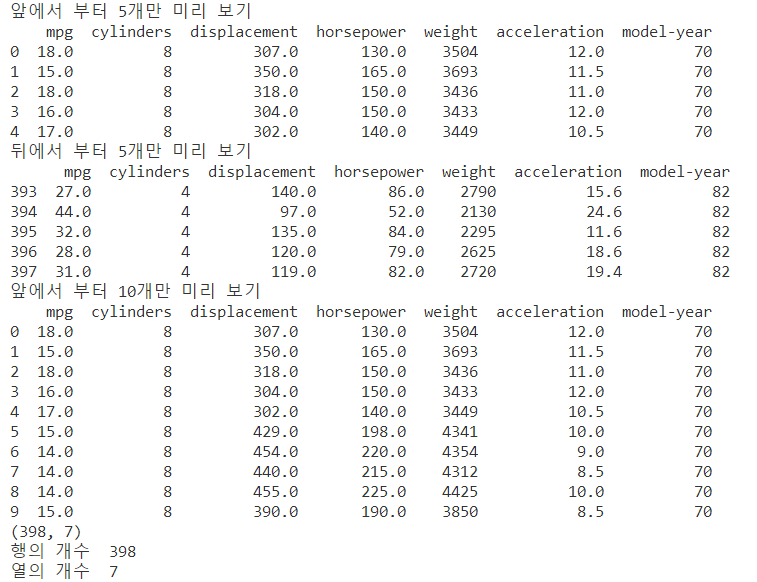 앞에서 부터 5개만 미리 보기
mpg cylinders displacement horsepower weight acceleration model-year
0 18.0 8 307.0 130.0 3504 12.0 70
1 15.0 8 350.0 165.0 3693 11.5 70
2 18.0 8 318.0 150.0 3436 11.0 70
3 16.0 8 304.0 150.0 3433 12.0 70
4 17.0 8 302.0 140.0 3449 10.5 70
뒤에서 부터 5개만 미리 보기
mpg cylinders displacement horsepower weight acceleration model-year
393 27.0 4 140.0 86.0 2790 15.6 82
394 44.0 4 97.0 52.0 2130 24.6 82
395 32.0 4 135.0 84.0 2295 11.6 82
396 28.0 4 120.0 79.0 2625 18.6 82
397 31.0 4 119.0 82.0 2720 19.4 82
앞에서 부터 10개만 미리 보기
mpg cylinders displacement horsepower weight acceleration model-year
0 18.0 8 307.0 130.0 3504 12.0 70
1 15.0 8 350.0 165.0 3693 11.5 70
2 18.0 8 318.0 150.0 3436 11.0 70
3 16.0 8 304.0 150.0 3433 12.0 70
4 17.0 8 302.0 140.0 3449 10.5 70
5 15.0 8 429.0 198.0 4341 10.0 70
6 14.0 8 454.0 220.0 4354 9.0 70
7 14.0 8 440.0 215.0 4312 8.5 70
8 14.0 8 455.0 225.0 4425 10.0 70
9 15.0 8 390.0 190.0 3850 8.5 70
(398, 7)
행의 개수 398
열의 개수 7